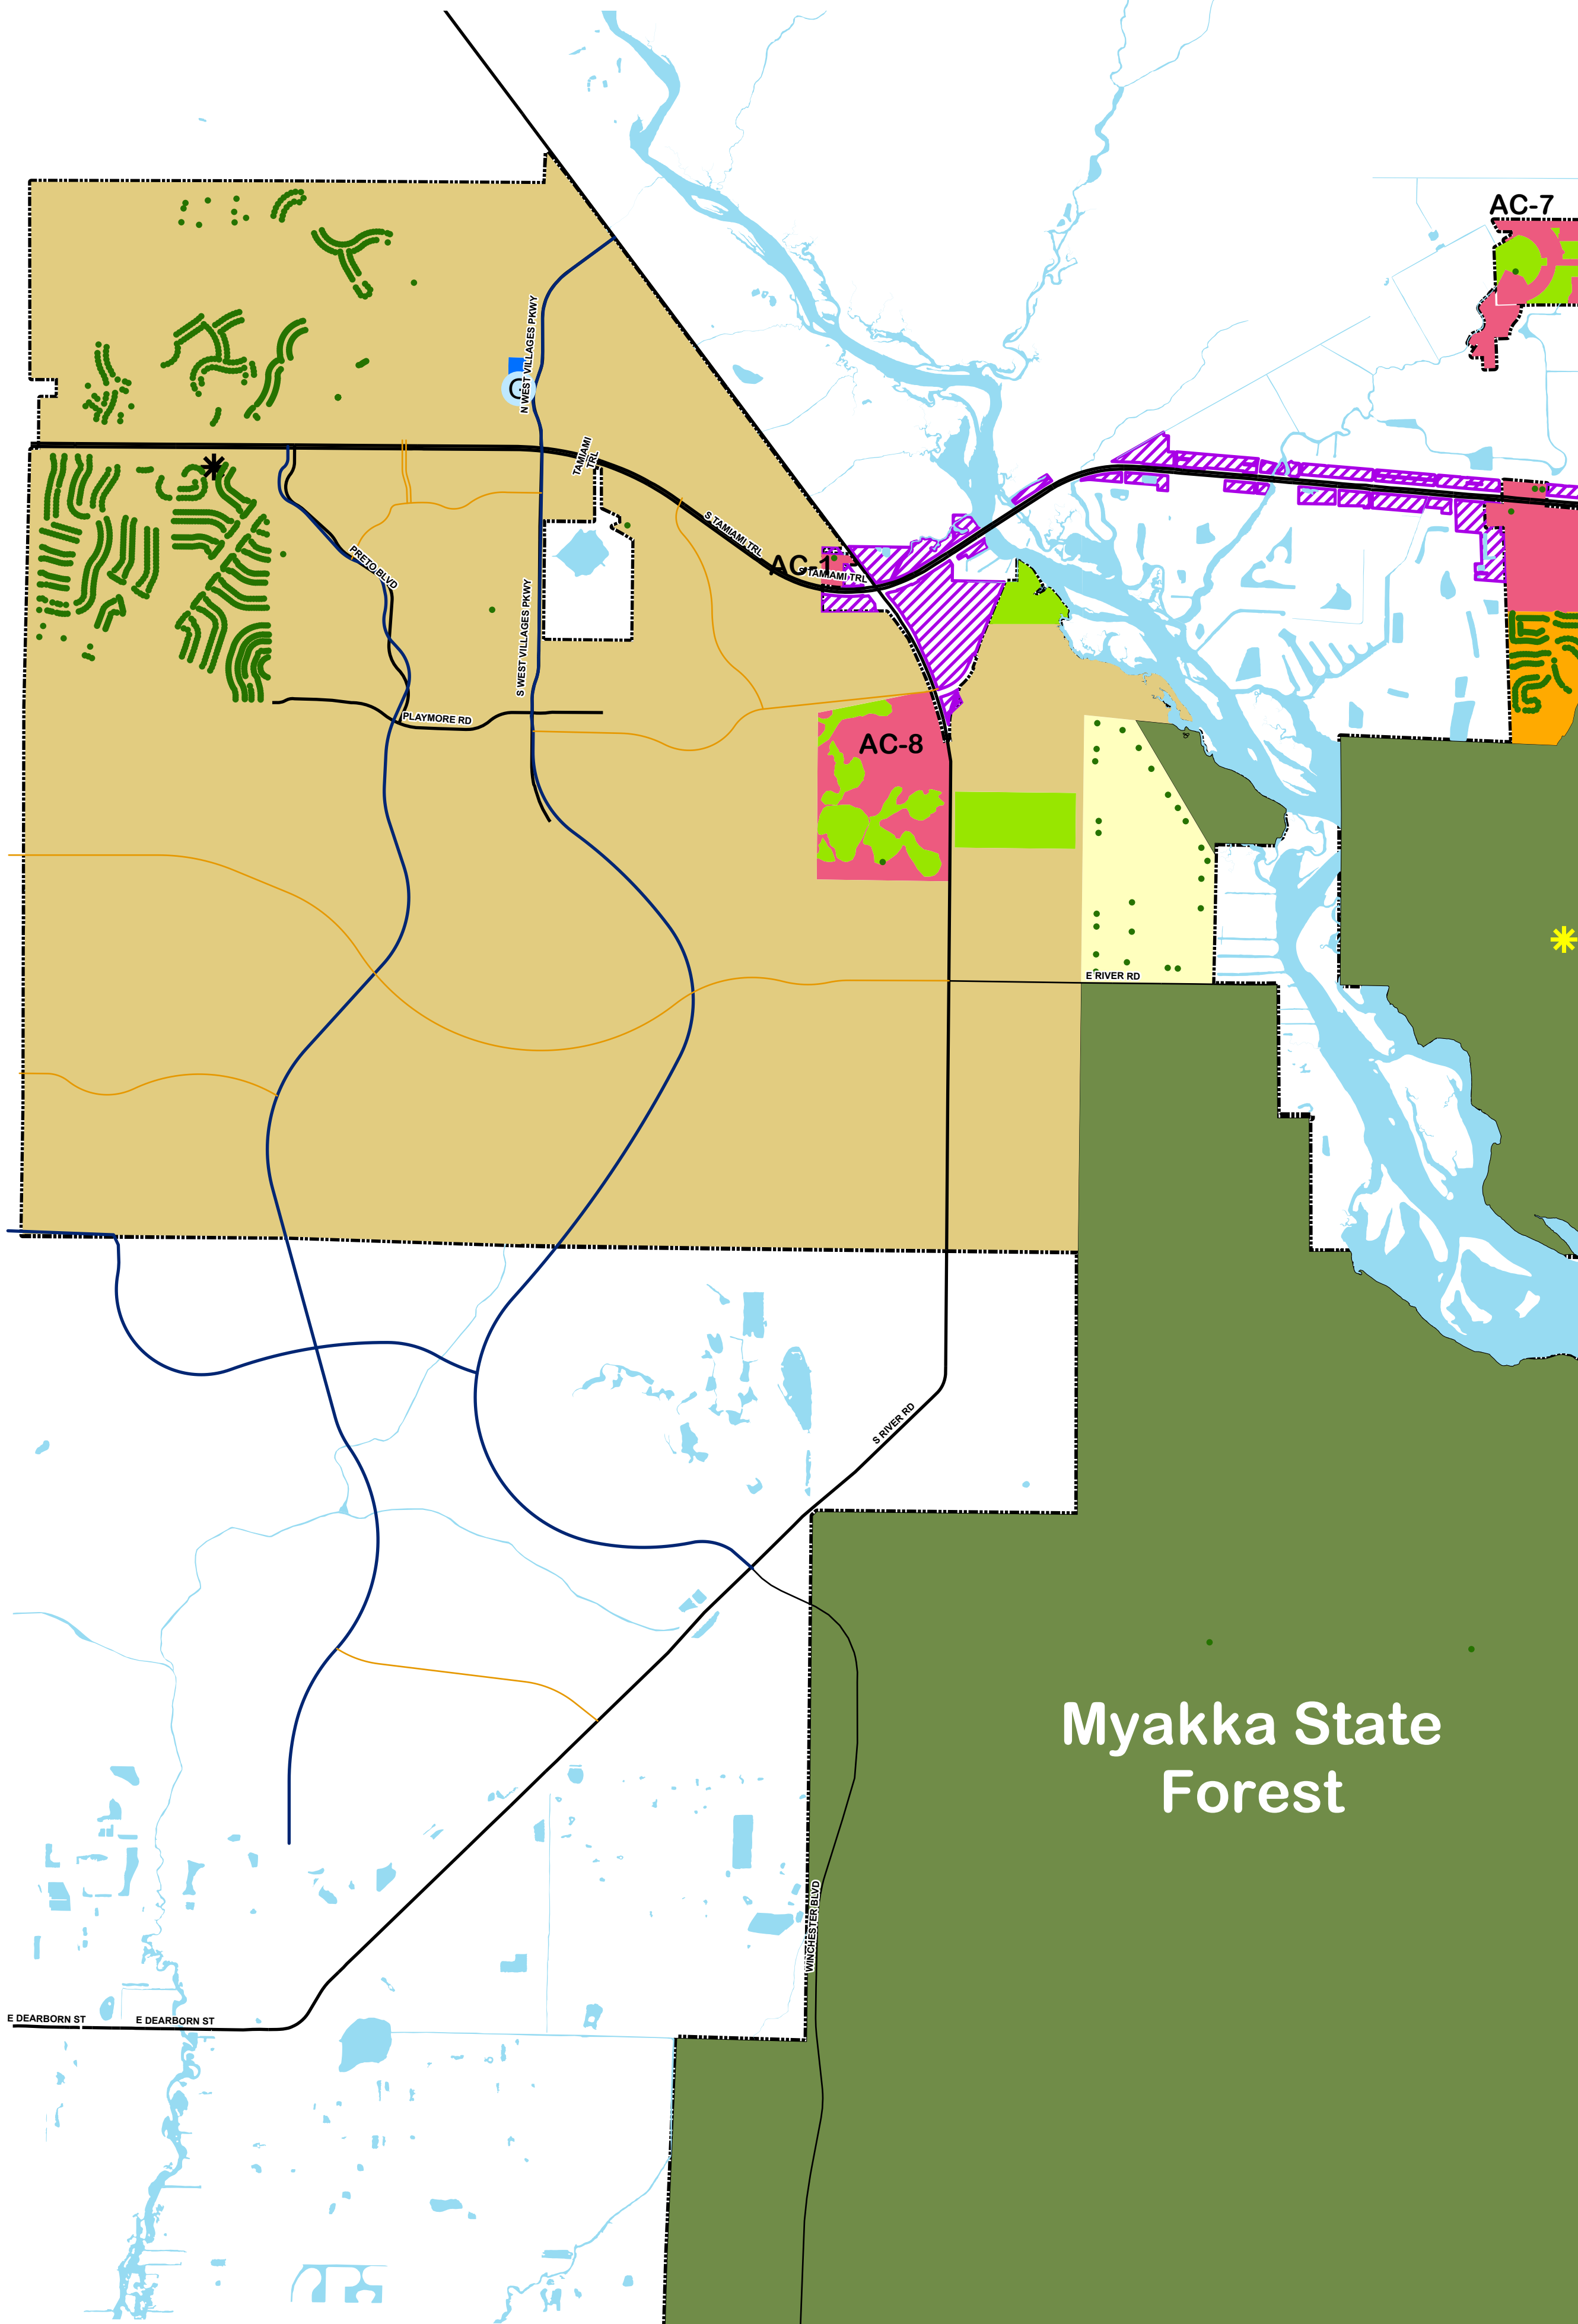 AC-7
N WEST VILLAGES PKWY
TAMIAMI
TRL
S TAMIAMI TRL
PRETO BLVD
AC-1
S TAMIAMI TRL
S WEST VILLAGES PKWY
PLAYMORE RD
AC-8
E RIVER RD
S RIVER RD
Myakka State
Forest
WINCHESTER BLVD
E DEARBORN ST
E DEARBORN ST